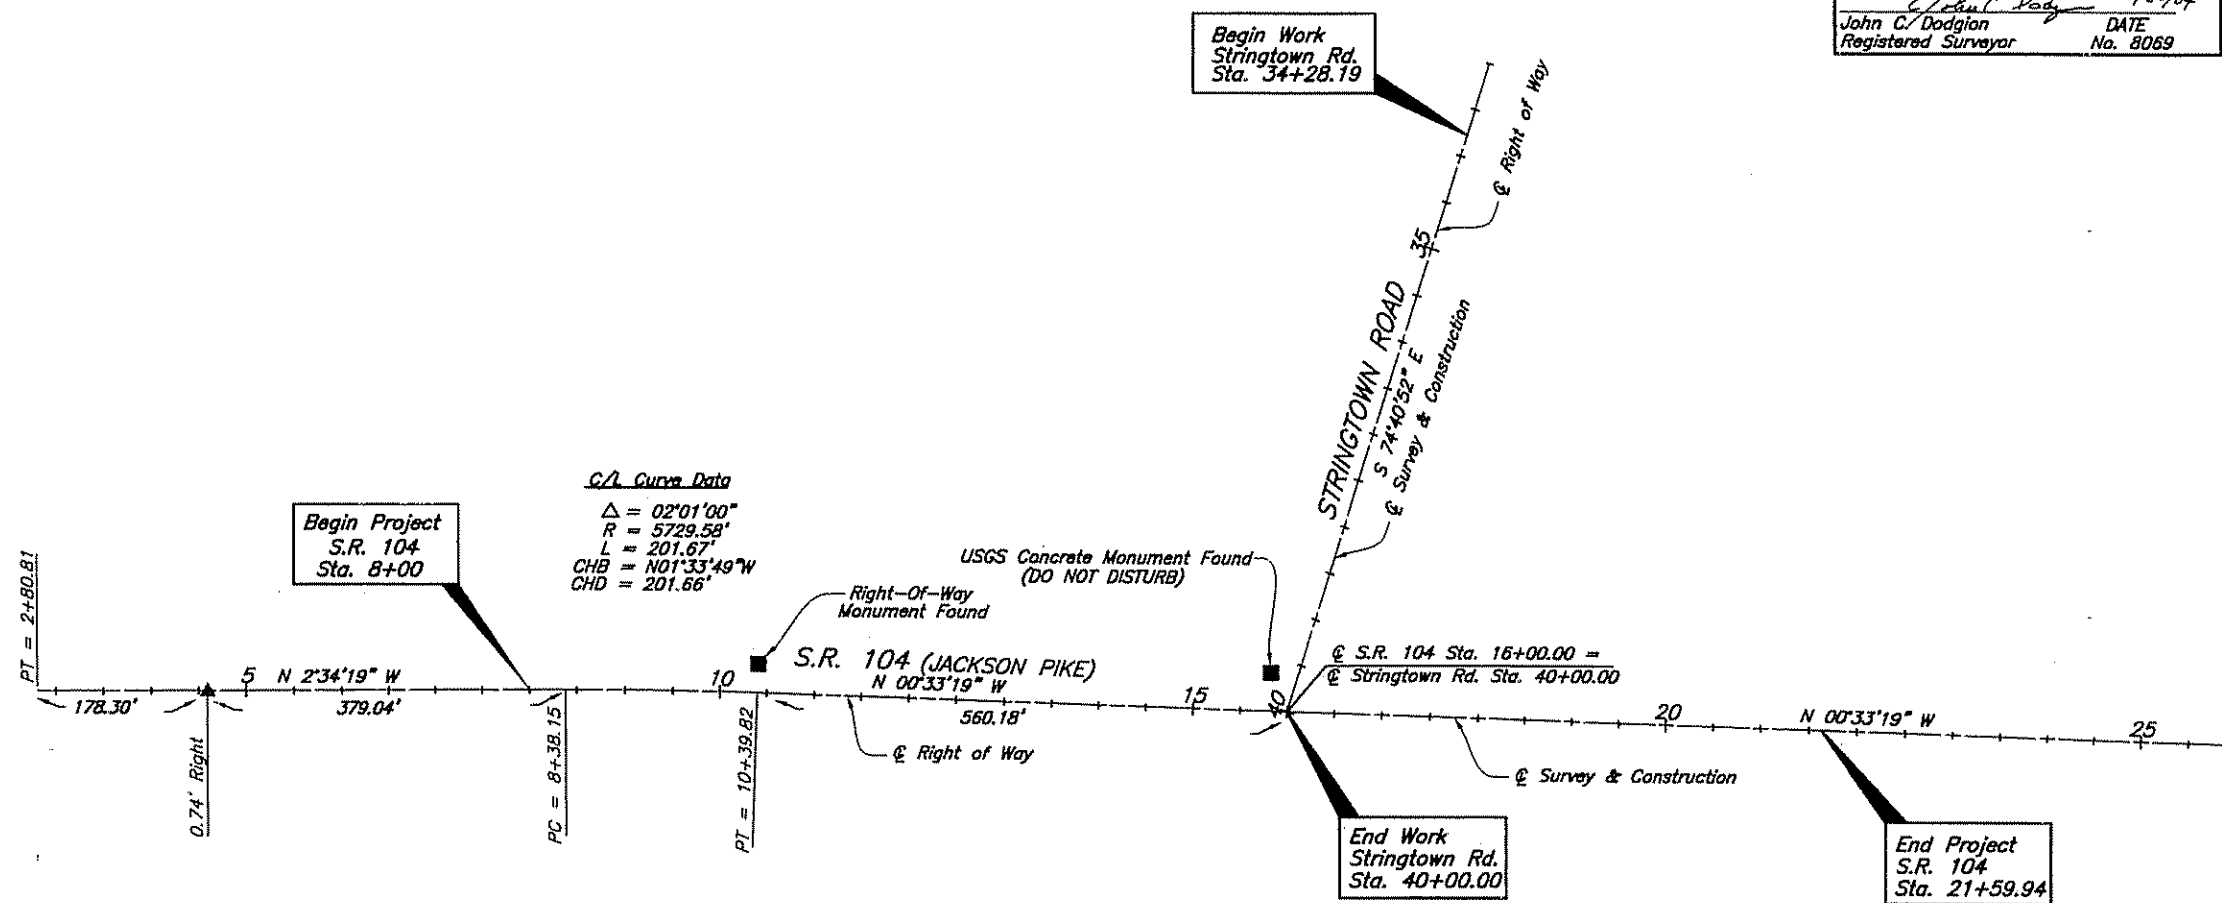 John C. Dodgion DATE
Registered Surveyor No. 8069
Begin Work
Stringtown Rd.
Sta. 34+28.19
℄ Right of Way
35
STRINGTOWN ROAD
S 74°40'52" E
℄ Survey & Construction
C/L Curve Data
△ = 02°01'00"
R = 5729.58'
L = 201.67'
CHB = N01°33'49"W
CHD = 201.66'
Begin Project
S.R. 104
Sta. 8+00
USGS Concrete Monument Found
(DO NOT DISTURB)
Right-Of-Way
Monument Found
PT = 2+80.81
178.30'
0.74' Right
5
N 2°34'19" W
379.04'
PC = 8+38.15
10
PT = 10+39.82
S.R. 104 (JACKSON PIKE)
N 00°33'19" W
560.18'
℄ Right of Way
15
40
℄ S.R. 104 Sta. 16+00.00 =
℄ Stringtown Rd. Sta. 40+00.00
20
N 00°33'19" W
25
℄ Survey & Construction
End Work
Stringtown Rd.
Sta. 40+00.00
End Project
S.R. 104
Sta. 21+59.94